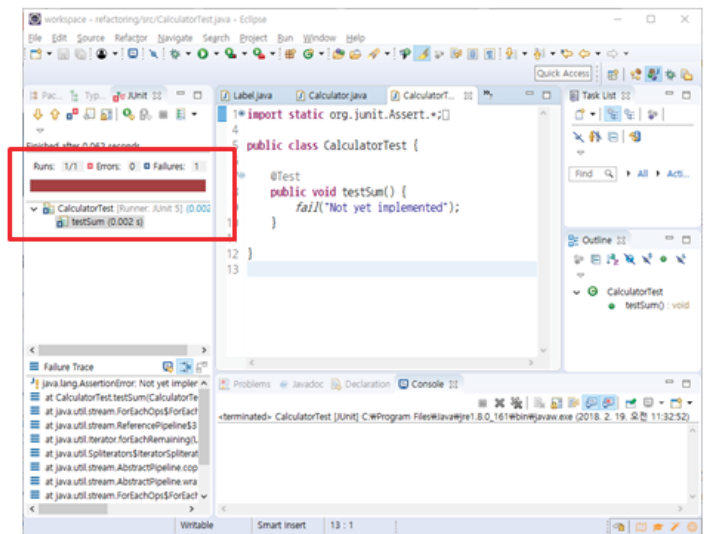 workspace - refactoring/src/CalculatorTest.java - Eclipse
File Edit Source Refactor Navigate Search Project Run Window Help
Quick Access
Pac... Typ... JUnit
Finished after 0.062 seconds
Runs: 1/1 Errors: 0 Failures: 1
CalculatorTest [Runner: JUnit 5] (0.002
testSum (0.002 s)
Failure Trace
java.lang.AssertionError: Not yet impler
at CalculatorTest.testSum(CalculatorTe
at java.util.stream.ForEachOps$ForEach
at java.util.stream.ReferencePipeline$3
at java.util.Iterator.forEachRemaining(L
at java.util.Spliterators$IteratorSpliterat
at java.util.stream.AbstractPipeline.cop
at java.util.stream.AbstractPipeline.wra
at java.util.stream.ForEachOps$ForEach
Label.java Calculator.java CalculatorT...
1 import static org.junit.Assert.*;
4
5 public class CalculatorTest {
@Test
public void testSum() {
fail("Not yet implemented");
}
12 }
13
Task List
Find All Acti...
Outline
CalculatorTest
testSum() : void
Problems Javadoc Declaration Console
<terminated> CalculatorTest [JUnit] C:₩Program Files₩Java₩jre1.8.0_161₩bin₩javaw.exe (2018. 2. 19. 오전 11:32:52)
Writable Smart Insert 13 : 1